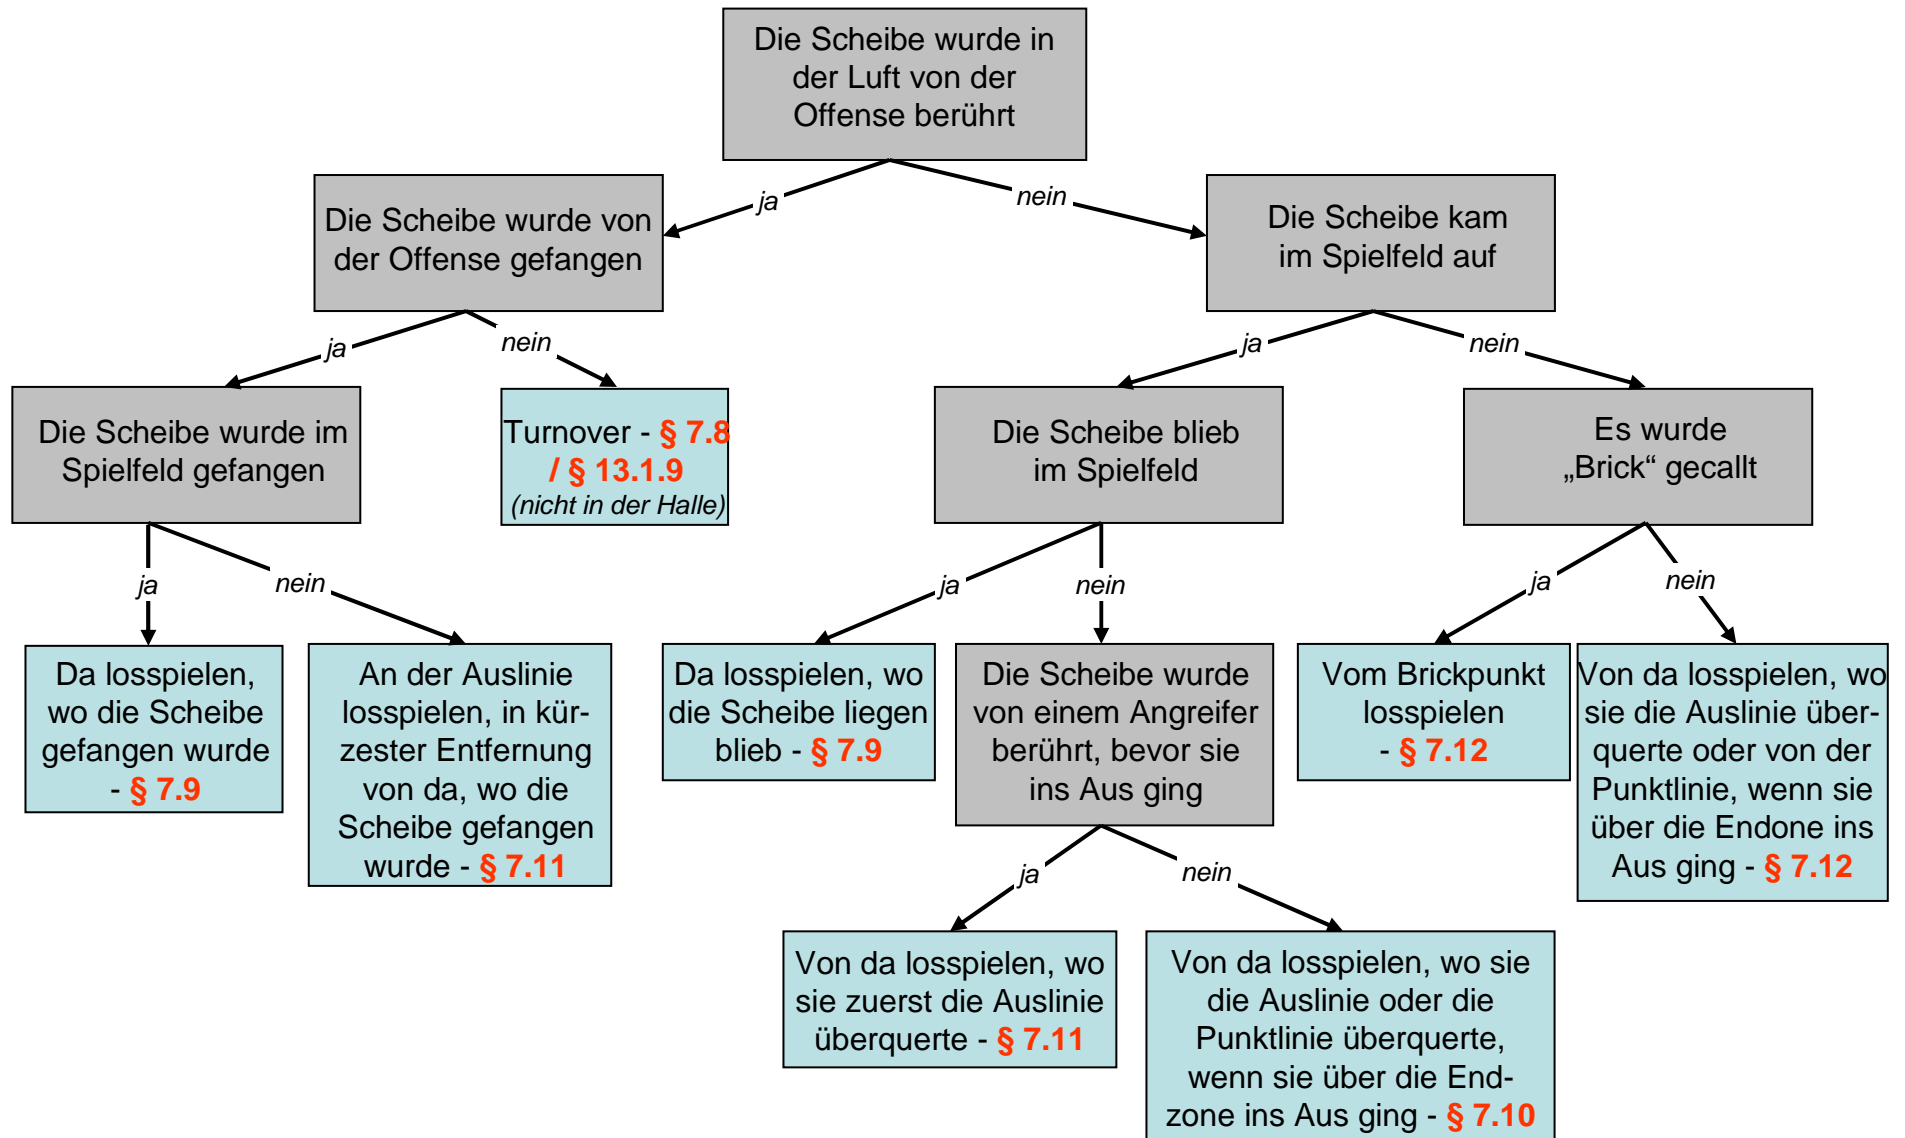 Die Scheibe wurde in
der Luft von der
Offense berührt
ja
nein
Die Scheibe wurde von
der Offense gefangen
Die Scheibe kam
im Spielfeld auf
ja
nein
ja
nein
Die Scheibe wurde im
Spielfeld gefangen
Turnover - § 7.8
/ § 13.1.9
(nicht in der Halle)
Die Scheibe blieb
im Spielfeld
Es wurde
„Brick“ gecallt
ja
nein
ja
nein
ja
nein
Da losspielen,
wo die Scheibe
gefangen wurde
- § 7.9
An der Auslinie
losspielen, in kür-
zester Entfernung
von da, wo die
Scheibe gefangen
wurde - § 7.11
Da losspielen, wo
die Scheibe liegen
blieb - § 7.9
Die Scheibe wurde
von einem Angreifer
berührt, bevor sie
ins Aus ging
Vom Brickpunkt
losspielen
- § 7.12
Von da losspielen, wo
sie die Auslinie über-
querte oder von der
Punktlinie, wenn sie
über die Endone ins
Aus ging - § 7.12
ja
nein
Von da losspielen, wo
sie zuerst die Auslinie
überquerte - § 7.11
Von da losspielen, wo sie
die Auslinie oder die
Punktlinie überquerte,
wenn sie über die End-
zone ins Aus ging - § 7.10